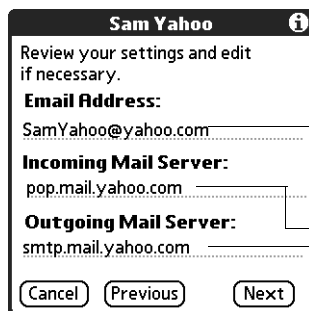 Sam Yahoo
Review your settings and edit
if necessary.
Email Address:
SamYahoo@yahoo.com
Incoming Mail Server:
pop.mail.yahoo.com
Outgoing Mail Server:
smtp.mail.yahoo.com
Cancel Previous Next